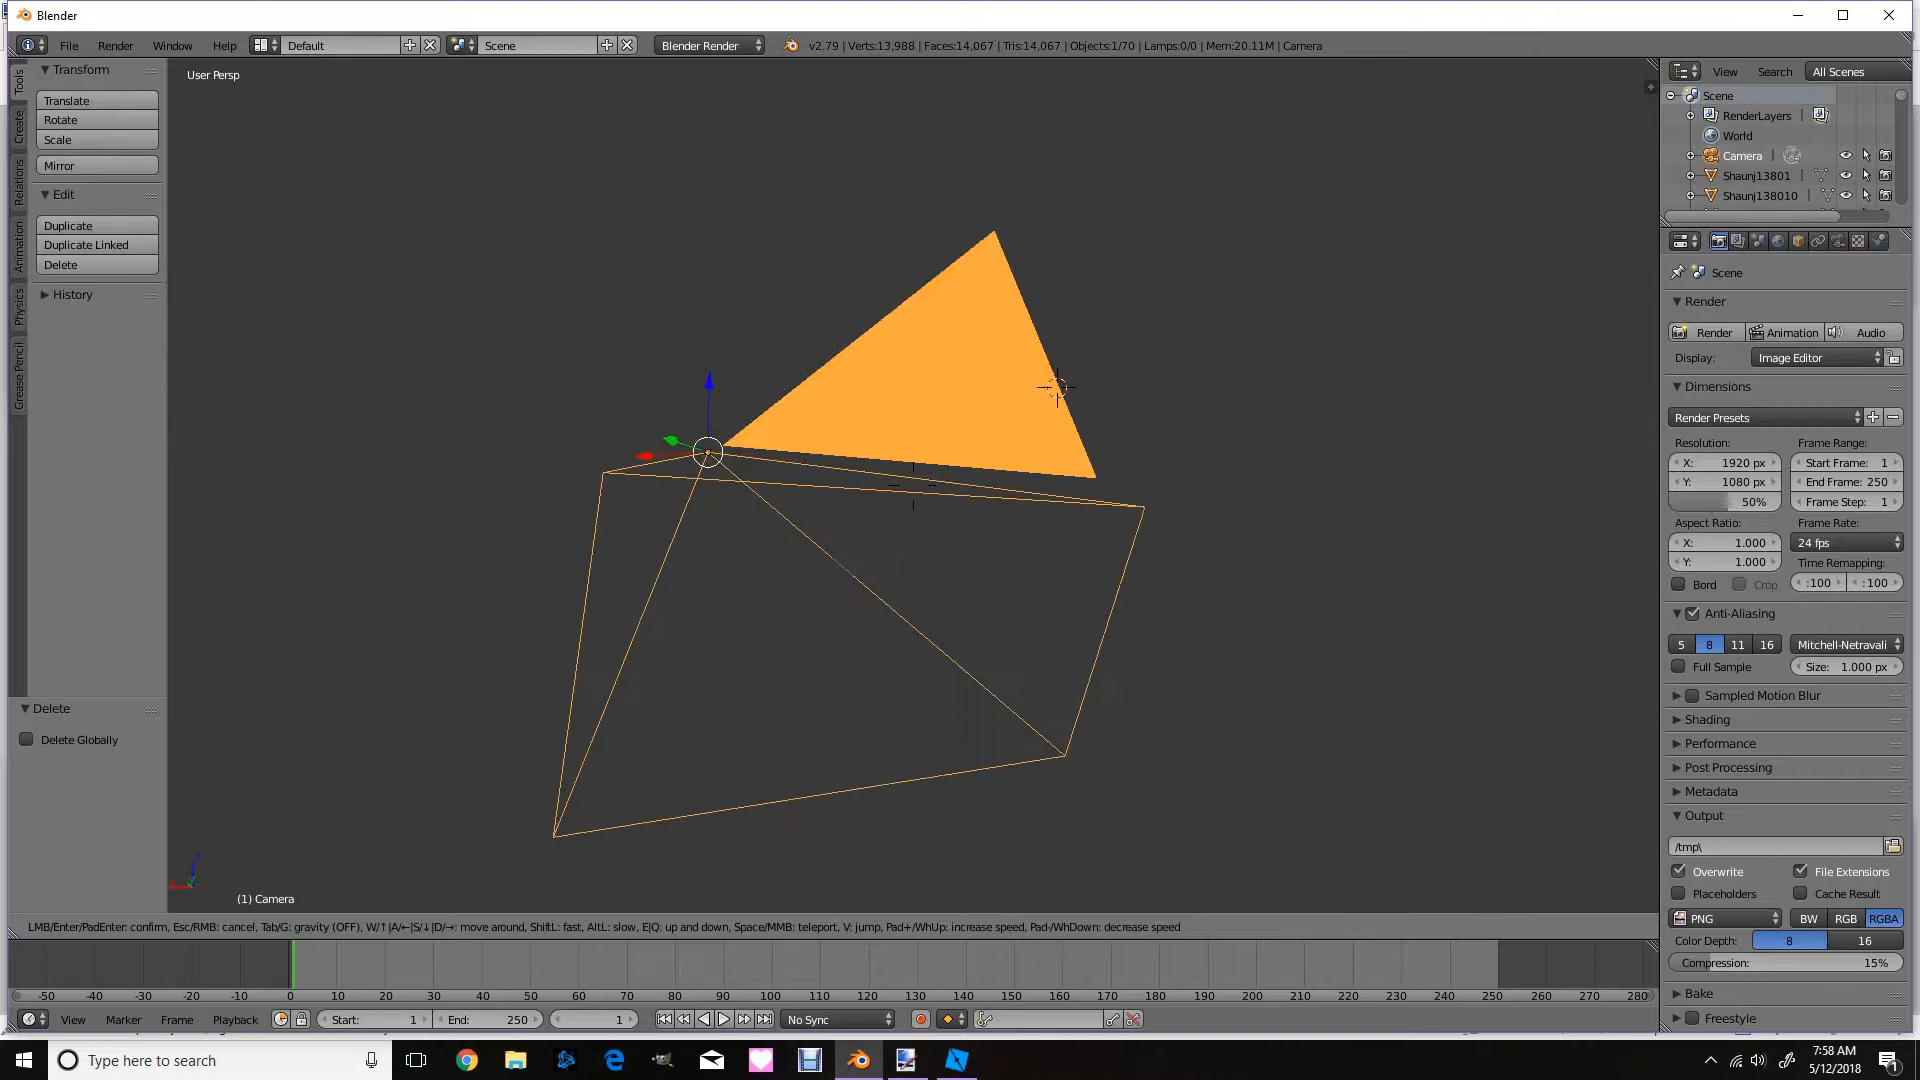 Blender
File Render Window Help Default Scene Blender Render v2.79 | Verts:13,988 | Faces:14,067 | Tris:14,067 | Objects:1/70 | Lamps:0/0 | Mem:20.11M | Camera
Tools
Create
Relations
Animation
Physics
Grease Pencil
Transform
Translate
Rotate
Scale
Mirror
Edit
Duplicate
Duplicate Linked
Delete
History
Delete
Delete Globally
User Persp
(1) Camera
View Search All Scenes
Scene
RenderLayers |
World
Camera |
Shaunj13801 |
Shaunj138010 |
Scene
Render
Render Animation Audio
Display: Image Editor
Dimensions
Render Presets
Resolution: Frame Range:
X: 1920 px Start Frame: 1
Y: 1080 px End Frame: 250
50% Frame Step: 1
Aspect Ratio: Frame Rate:
X: 1.000 24 fps
Y: 1.000 Time Remapping:
Bord Crop :100 :100
Anti-Aliasing
5 8 11 16 Mitchell-Netravali
Full Sample Size: 1.000 px
Sampled Motion Blur
Shading
Performance
Post Processing
Metadata
Output
/tmp\
Overwrite File Extensions
Placeholders Cache Result
PNG BW RGB RGBA
Color Depth: 8 16
Compression: 15%
Bake
Freestyle
LMB/Enter/PadEnter: confirm, Esc/RMB: cancel, Tab/G: gravity (OFF), W/↑|A/←|S/↓|D/→: move around, ShiftL: fast, AltL: slow, E|Q: up and down, Space/MMB: teleport, V: jump, Pad+/WhUp: increase speed, Pad-/WhDown: decrease speed
-50 -40 -30 -20 -10 0 10 20 30 40 50 60 70 80 90 100 110 120 130 140 150 160 170 180 190 200 210 220 230 240 250 260 270 280
View Marker Frame Playback Start: 1 End: 250 1 No Sync
Type here to search
7:58 AM
5/12/2018
1